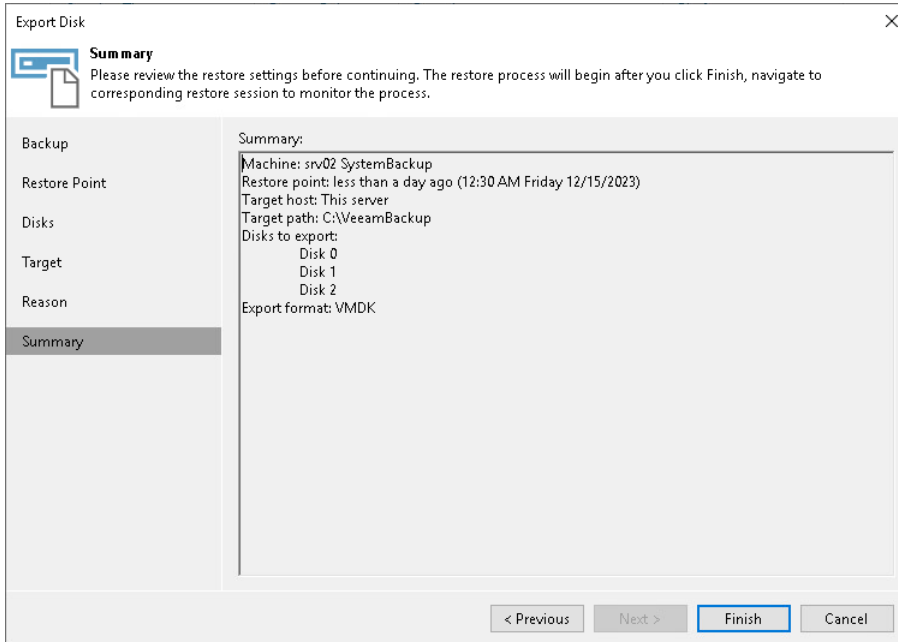 Export Disk
Summary
Please review the restore settings before continuing. The restore process will begin after you click Finish, navigate to
corresponding restore session to monitor the process.
Backup
Restore Point
Disks
Target
Reason
Summary
Summary:
Machine: srv02 SystemBackup
Restore point: less than a day ago (12:30 AM Friday 12/15/2023)
Target host: This server
Target path: C:\VeeamBackup
Disks to export:
Disk 0
Disk 1
Disk 2
Export format: VMDK
< Previous
Next >
Finish
Cancel